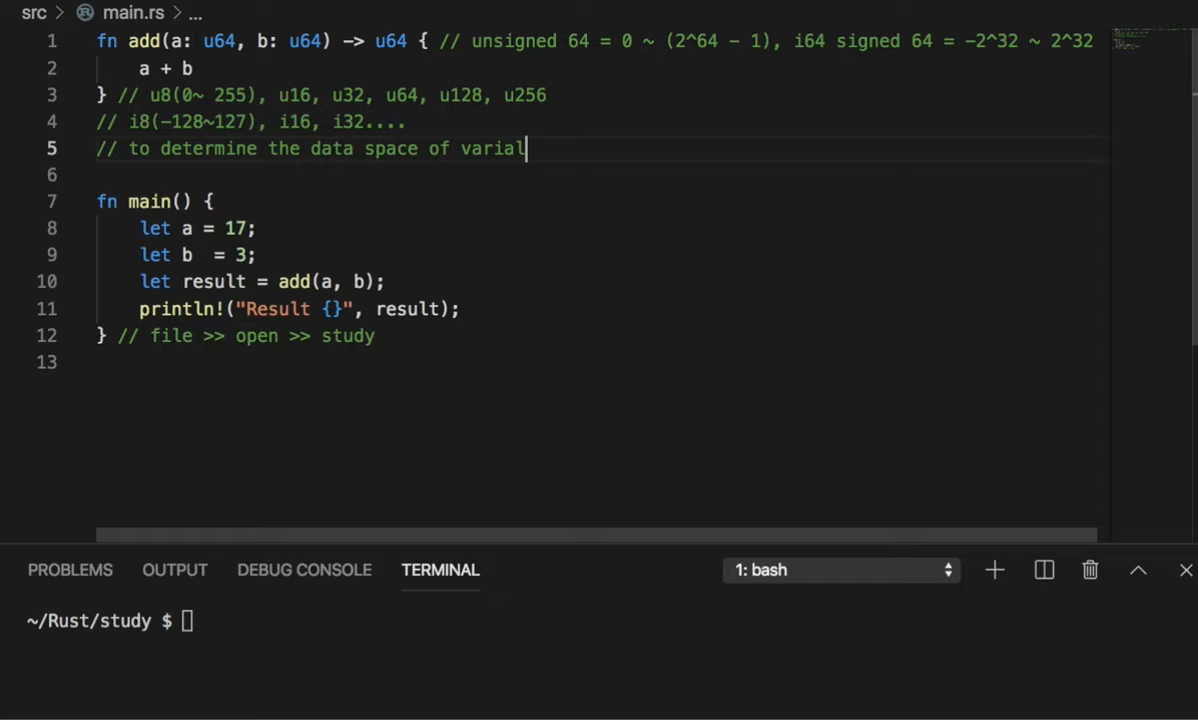 src > main.rs > ...
1 fn add(a: u64, b: u64) -> u64 { // unsigned 64 = 0 ~ (2^64 - 1), i64 signed 64 = -2^32 ~ 2^32
2     a + b
3 } // u8(0~ 255), u16, u32, u64, u128, u256
4 // i8(-128~127), i16, i32....
5 // to determine the data space of varial
6
7 fn main() {
8     let a = 17;
9     let b  = 3;
10     let result = add(a, b);
11     println!("Result {}", result);
12 } // file >> open >> study
13
PROBLEMS OUTPUT DEBUG CONSOLE TERMINAL 1: bash
~/Rust/study $